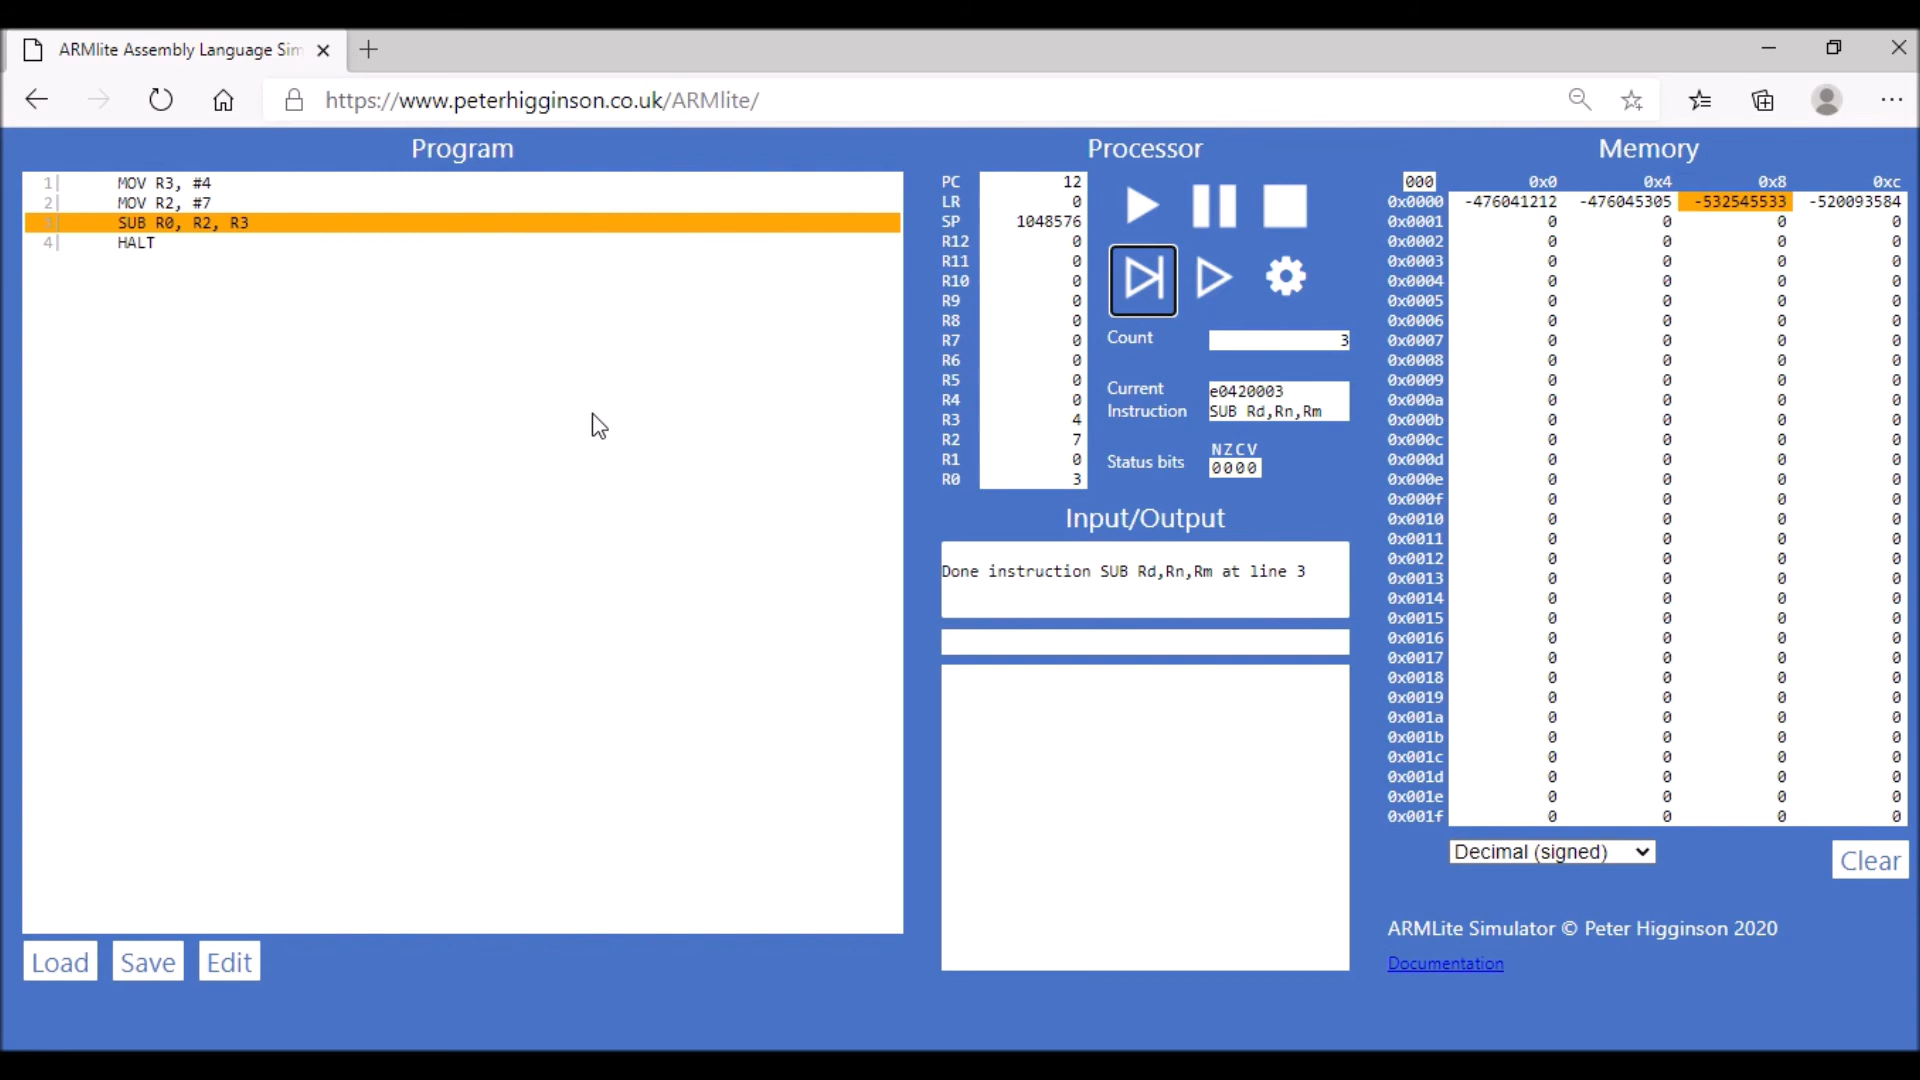 ARMlite Assembly Language Sim
https://www.peterhigginson.co.uk/ARMlite/
Program
1| MOV R3, #4
2| MOV R2, #7
3| SUB R0, R2, R3
4| HALT
Load Save Edit
Processor
PC 12
LR 0
SP 1048576
R12 0
R11 0
R10 0
R9 0
R8 0
R7 0
R6 0
R5 0
R4 0
R3 4
R2 7
R1 0
R0 3
Count 3
Current Instruction
e0420003
SUB Rd,Rn,Rm
Status bits
NZCV
0000
Input/Output
Done instruction SUB Rd,Rn,Rm at line 3
Memory
000 0x0 0x4 0x8 0xc
0x0000 -476041212 -476045305 -532545533 -520093584
0x0001 0 0 0 0
0x0002 0 0 0 0
0x0003 0 0 0 0
0x0004 0 0 0 0
0x0005 0 0 0 0
0x0006 0 0 0 0
0x0007 0 0 0 0
0x0008 0 0 0 0
0x0009 0 0 0 0
0x000a 0 0 0 0
0x000b 0 0 0 0
0x000c 0 0 0 0
0x000d 0 0 0 0
0x000e 0 0 0 0
0x000f 0 0 0 0
0x0010 0 0 0 0
0x0011 0 0 0 0
0x0012 0 0 0 0
0x0013 0 0 0 0
0x0014 0 0 0 0
0x0015 0 0 0 0
0x0016 0 0 0 0
0x0017 0 0 0 0
0x0018 0 0 0 0
0x0019 0 0 0 0
0x001a 0 0 0 0
0x001b 0 0 0 0
0x001c 0 0 0 0
0x001d 0 0 0 0
0x001e 0 0 0 0
0x001f 0 0 0 0
Decimal (signed)
Clear
ARMLite Simulator © Peter Higginson 2020
Documentation